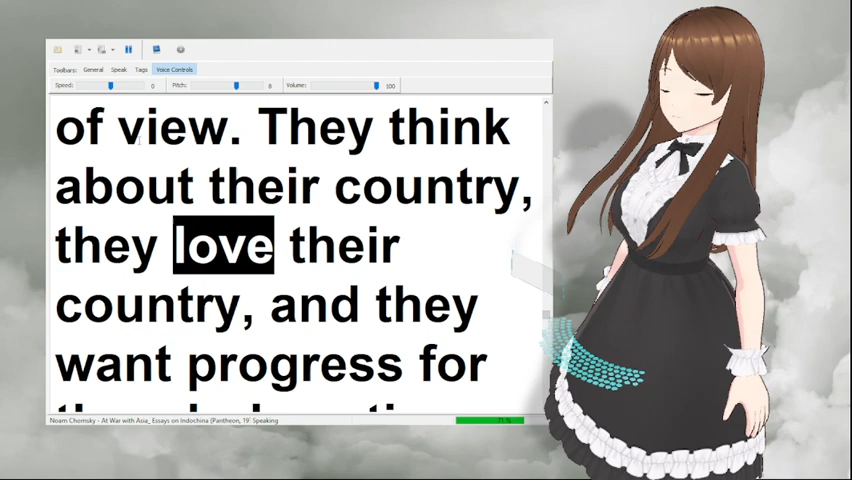 Toolbars: General Speak Tags Voice Controls
Speed: 0 Pitch: 8 Volume: 100
of view. They think
about their country,
they love their
country, and they
want progress for
Noam Chomsky - At War with Asia_ Essays on Indochina (Pantheon, 19 Speaking 71 %